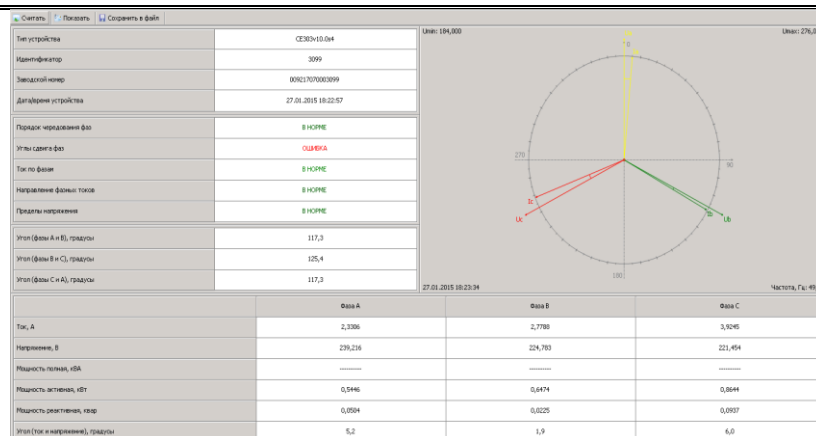 Считать Показать Сохранить в файл
Тип устройства CE303v10.0s4
Идентификатор 3099
Заводской номер 009217070003099
Дата/время устройства 27.01.2015 18:22:57
Порядок чередования фаз В НОРМЕ
Углы сдвига фаз ОШИБКА
Ток по фазам В НОРМЕ
Направление фазных токов В НОРМЕ
Пределы напряжения В НОРМЕ
Угол (фазы А и В), градусы 117,3
Угол (фазы В и С), градусы 125,4
Угол (фазы С и А), градусы 117,3
Umin: 184,000 Umax: 276,0
0
270 90
Ic
Uc Ub
180
27.01.2015 18:23:34 Частота, Гц: 49
Фаза А Фаза В Фаза С
Ток, А 2,3386 2,7788 3,9245
Напряжение, В 239,216 224,783 221,454
Мощность полная, кВА ---------- ---------- ----------
Мощность активная, кВт 0,5446 0,6474 0,8644
Мощность реактивная, квар 0,0504 0,0225 0,0937
Угол (ток и напряжение), градусы 5,2 1,9 6,0